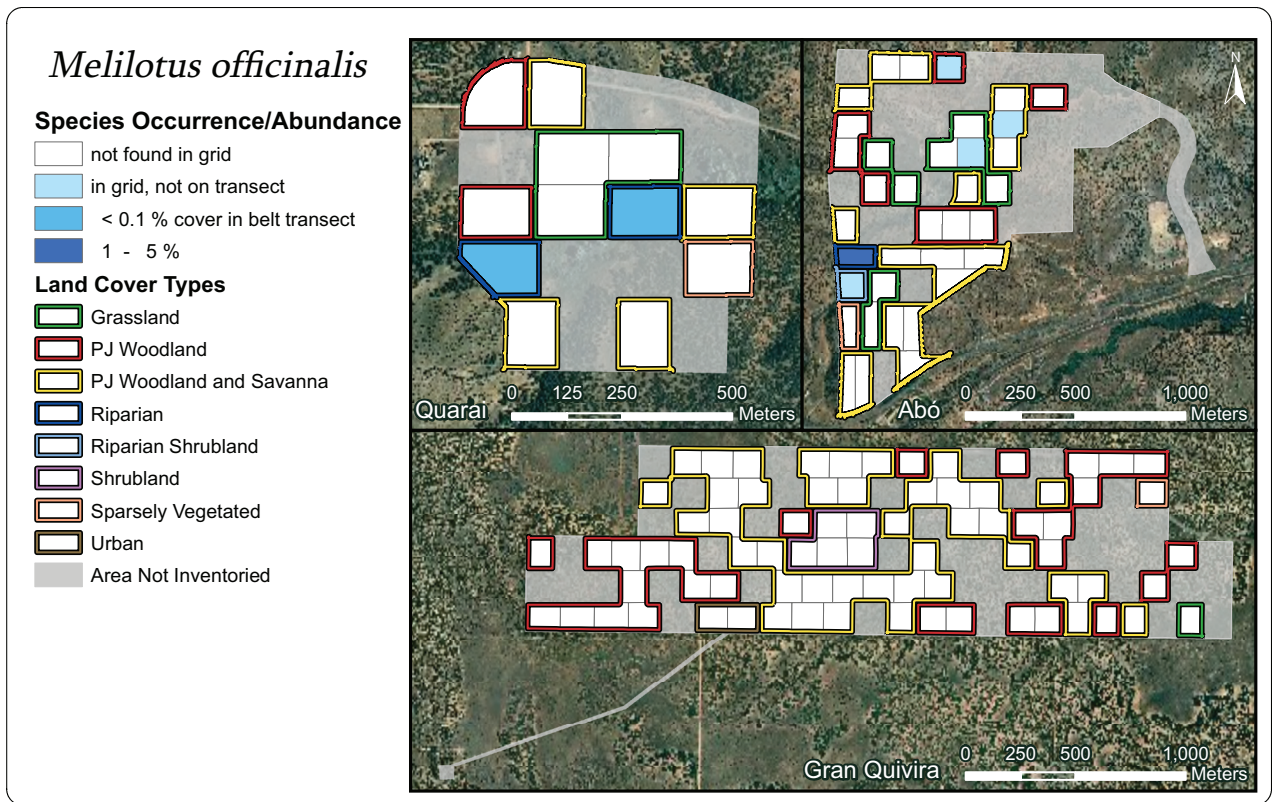 Melilotus officinalis
Species Occurrence/Abundance
not found in grid
in grid, not on transect
< 0.1 % cover in belt transect
1 - 5 %
Land Cover Types
Grassland
PJ Woodland
PJ Woodland and Savanna
Riparian
Riparian Shrubland
Shrubland
Sparsely Vegetated
Urban
Area Not Inventoried
Quarai
0 125 250 500
Meters
N
Abó
0 250 500 1,000
Meters
Gran Quivira
0 250 500 1,000
Meters